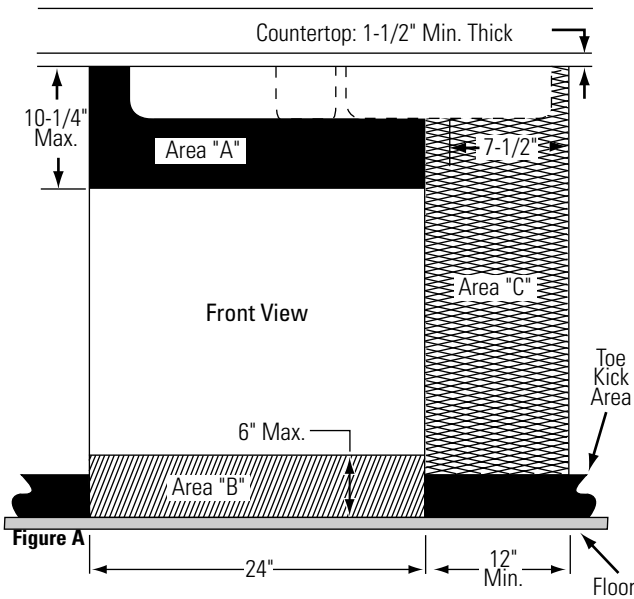 Countertop: 1-1/2" Min. Thick
10-1/4"
Max.
Area "A"
7-1/2"
Area "C"
Front View
Toe
Kick
Area
6" Max.
Area "B"
Figure A
24"
12"
Min.
Floor